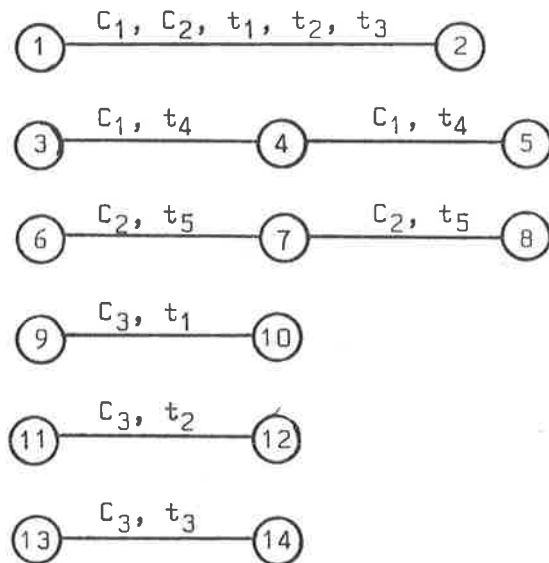 C₁, C₂, t₁, t₂, t₃
1 2
C₁, t₄ C₁, t₄
3 4 5
C₂, t₅ C₂, t₅
6 7 8
C₃, t₁
9 10
C₃, t₂
11 12
C₃, t₃
13 14